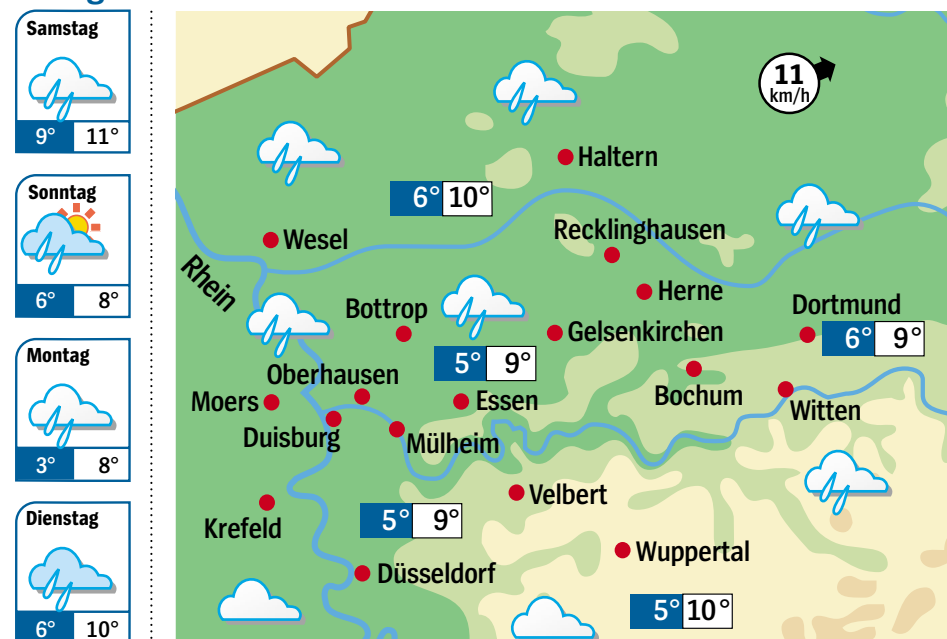 Samstag
9° 11°
Sonntag
6° 8°
Montag
3° 8°
Dienstag
6° 10°
11
km/h
Haltern
6° 10°
Recklinghausen
Wesel
Rhein
Herne
Bottrop
Dortmund
Gelsenkirchen
6° 9°
5° 9°
Oberhausen
Bochum
Moers
Essen
Witten
Duisburg
Mülheim
Velbert
Krefeld
5° 9°
Wuppertal
Düsseldorf
5° 10°